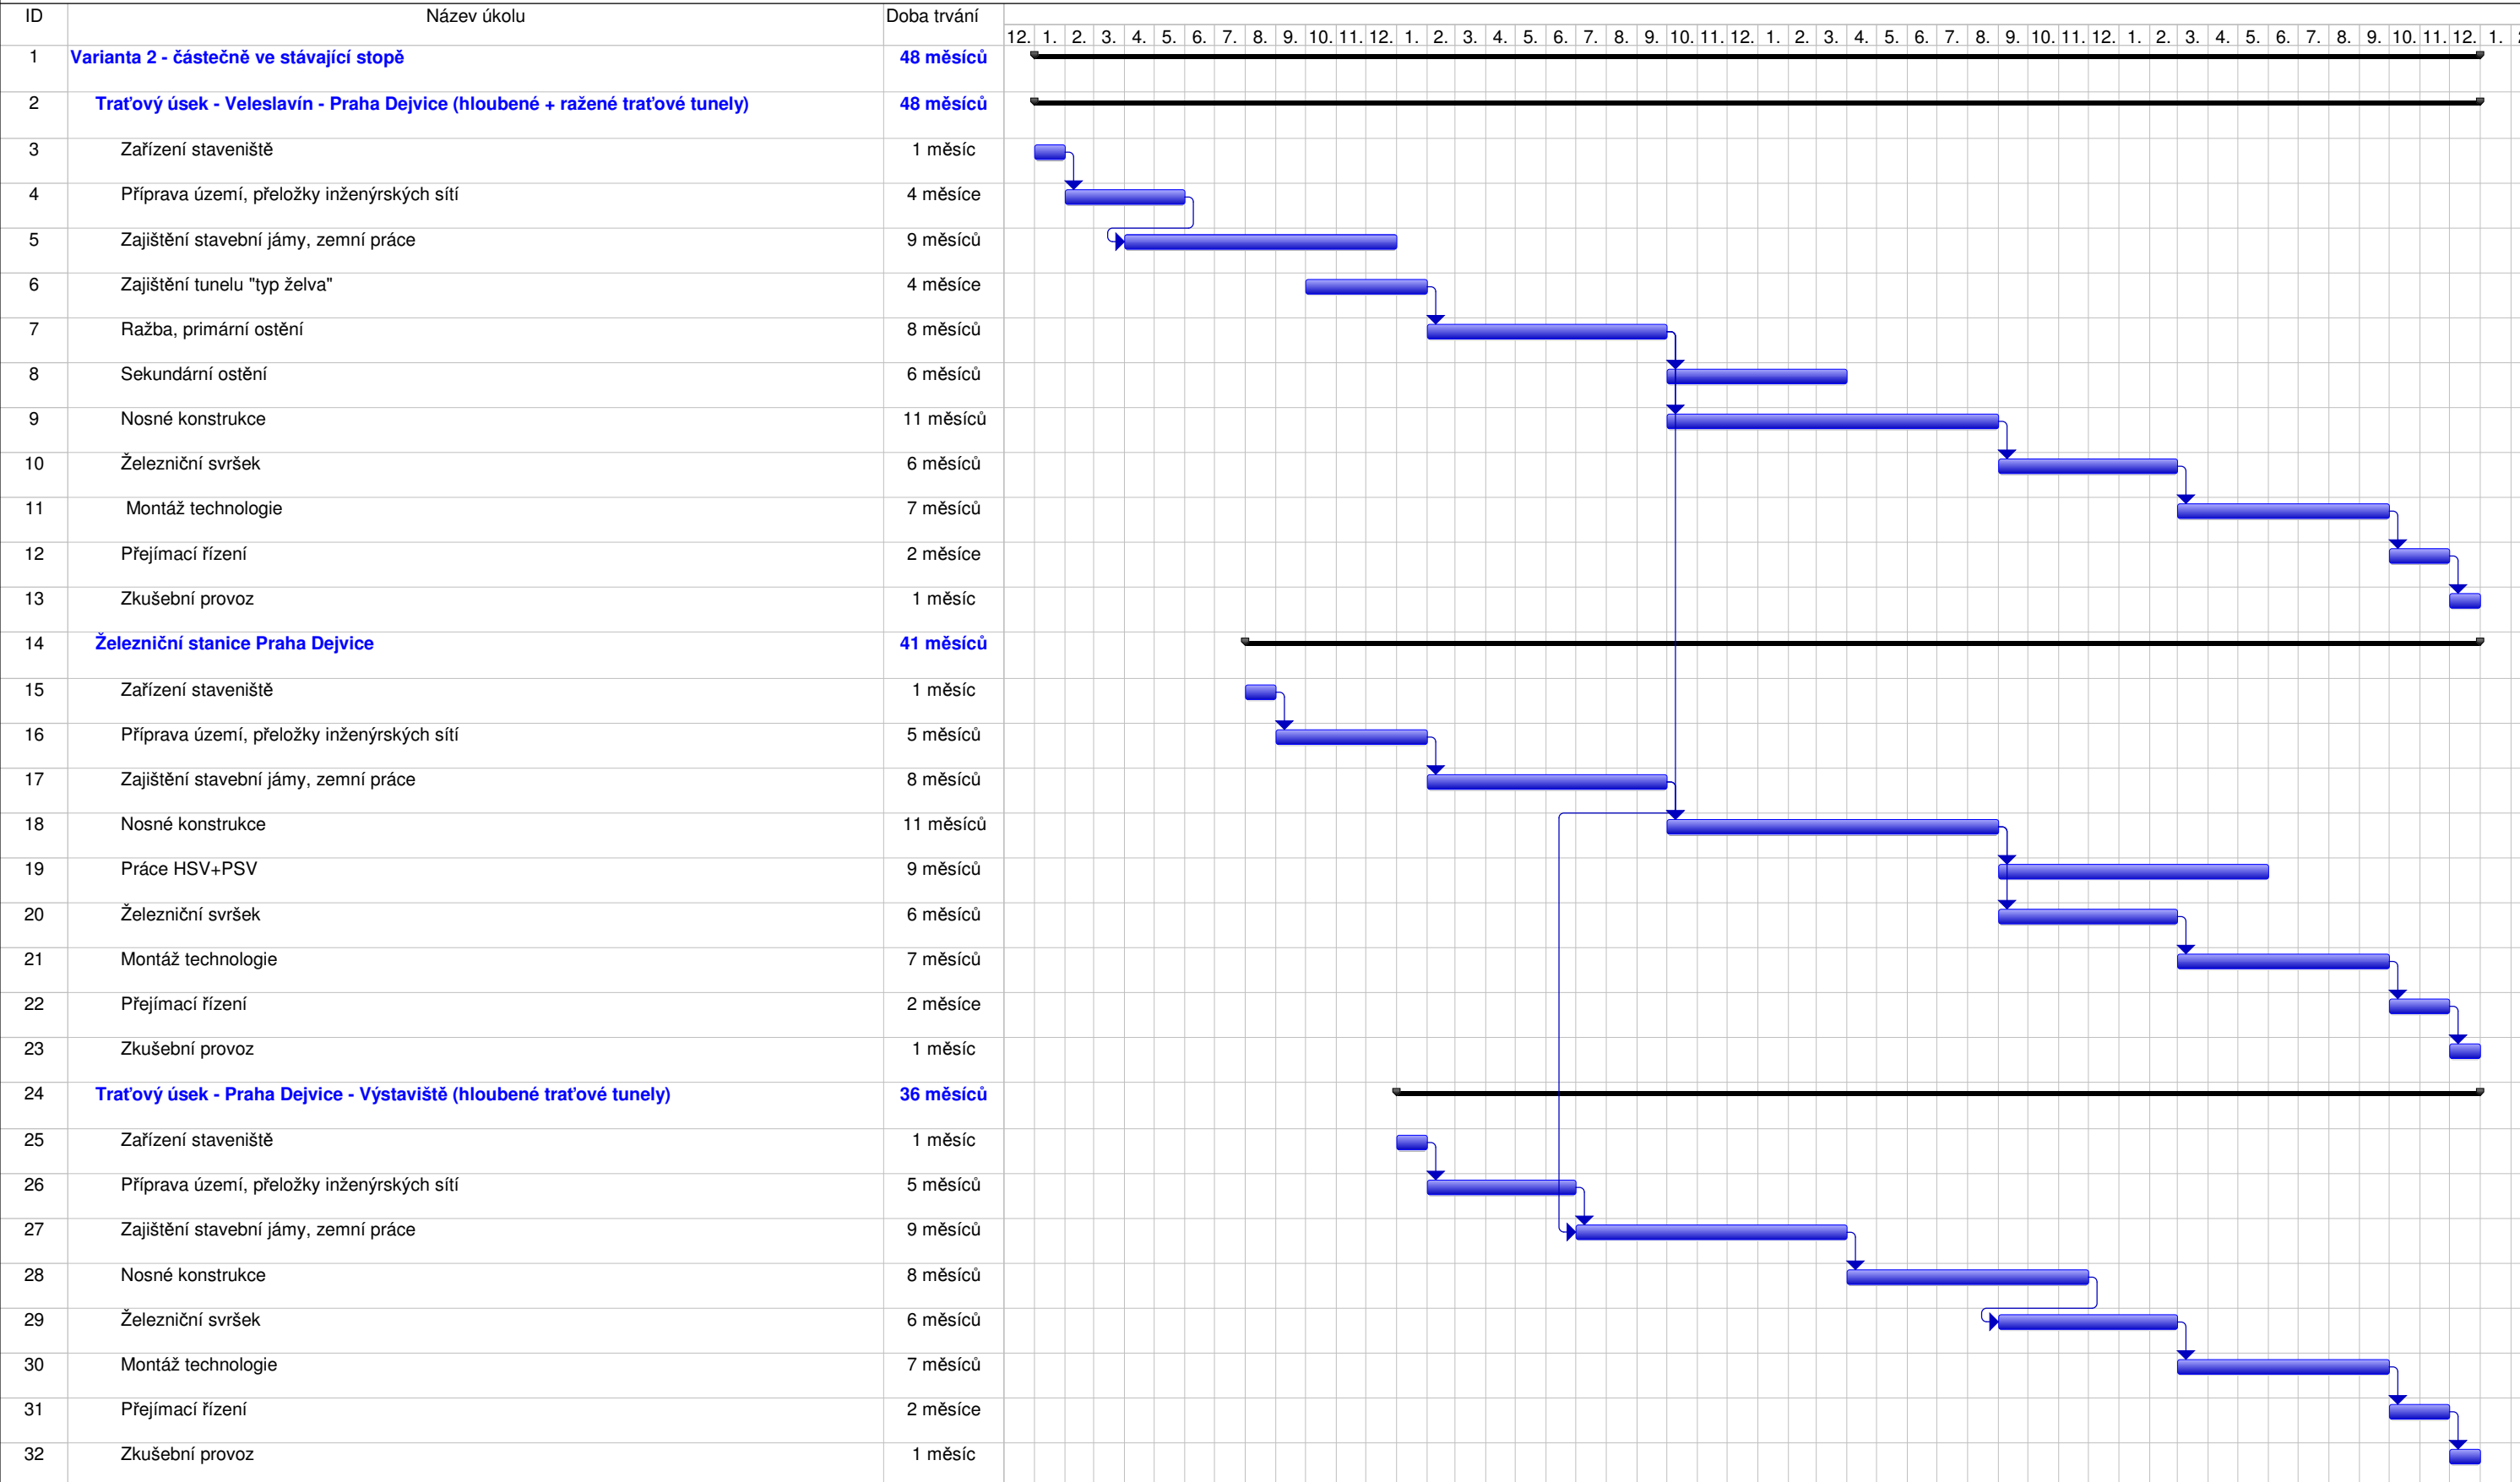 ID Název úkolu Doba trvání
12. 1. 2. 3. 4. 5. 6. 7. 8. 9. 10. 11. 12. 1. 2. 3. 4. 5. 6. 7. 8. 9. 10. 11. 12. 1. 2. 3. 4. 5. 6. 7. 8. 9. 10. 11. 12. 1. 2. 3. 4. 5. 6. 7. 8. 9. 10. 11. 12. 1.
1 Varianta 2 - částečně ve stávající stopě 48 měsíců
2 Traťový úsek - Veleslavín - Praha Dejvice (hloubené + ražené traťové tunely) 48 měsíců
3 Zařízení staveniště 1 měsíc
4 Příprava území, přeložky inženýrských sítí 4 měsíce
5 Zajištění stavební jámy, zemní práce 9 měsíců
6 Zajištění tunelu "typ želva" 4 měsíce
7 Ražba, primární ostění 8 měsíců
8 Sekundární ostění 6 měsíců
9 Nosné konstrukce 11 měsíců
10 Železniční svršek 6 měsíců
11 Montáž technologie 7 měsíců
12 Přejímací řízení 2 měsíce
13 Zkušební provoz 1 měsíc
14 Železniční stanice Praha Dejvice 41 měsíců
15 Zařízení staveniště 1 měsíc
16 Příprava území, přeložky inženýrských sítí 5 měsíců
17 Zajištění stavební jámy, zemní práce 8 měsíců
18 Nosné konstrukce 11 měsíců
19 Práce HSV+PSV 9 měsíců
20 Železniční svršek 6 měsíců
21 Montáž technologie 7 měsíců
22 Přejímací řízení 2 měsíce
23 Zkušební provoz 1 měsíc
24 Traťový úsek - Praha Dejvice - Výstaviště (hloubené traťové tunely) 36 měsíců
25 Zařízení staveniště 1 měsíc
26 Příprava území, přeložky inženýrských sítí 5 měsíců
27 Zajištění stavební jámy, zemní práce 9 měsíců
28 Nosné konstrukce 8 měsíců
29 Železniční svršek 6 měsíců
30 Montáž technologie 7 měsíců
31 Přejímací řízení 2 měsíce
32 Zkušební provoz 1 měsíc